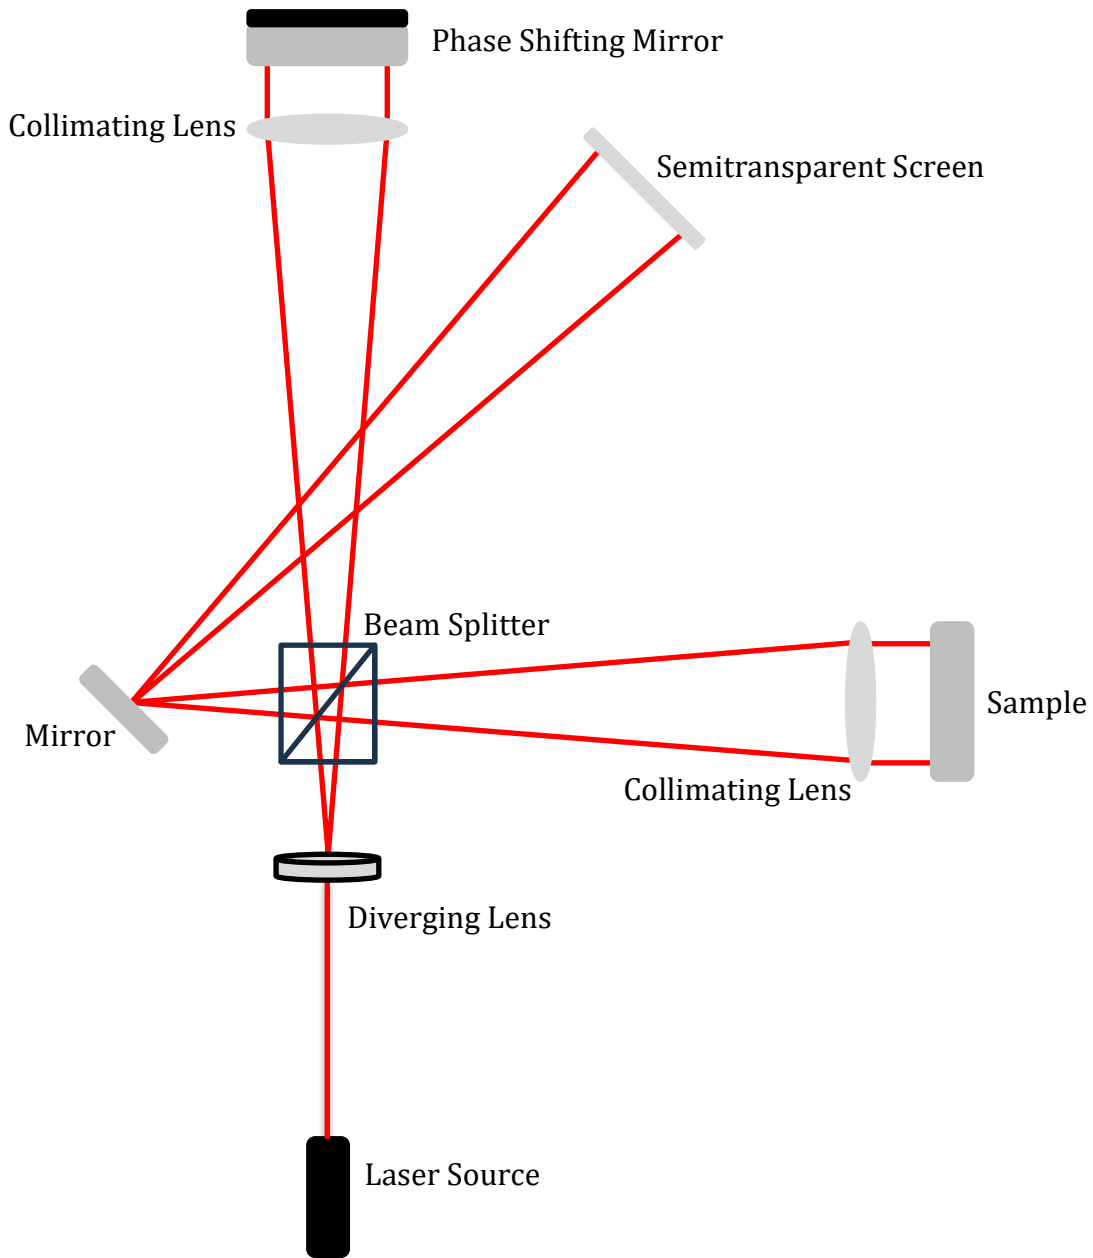 Phase Shifting Mirror
Collimating Lens
Semitransparent Screen
Beam Splitter
Sample
Mirror
Collimating Lens
Diverging Lens
Laser Source